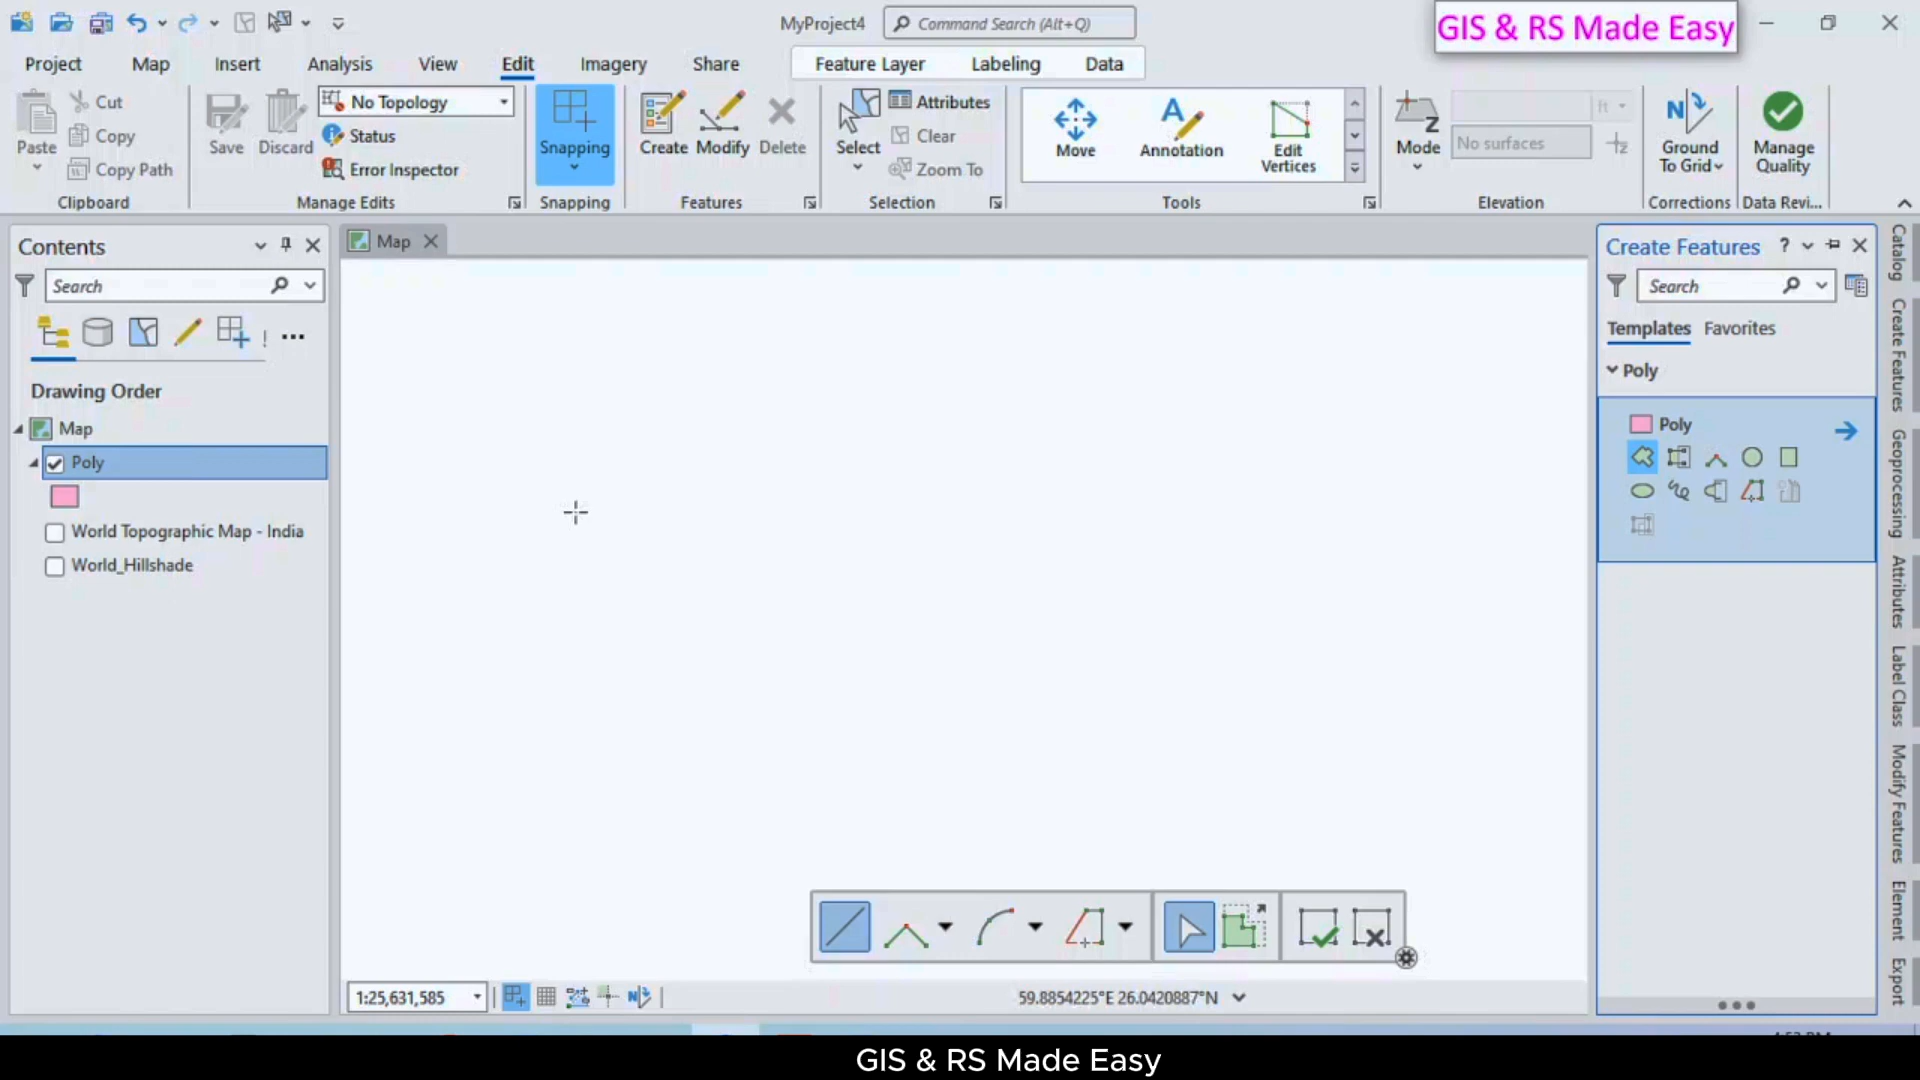 MyProject4
Command Search (Alt+Q)
GIS & RS Made Easy
Project Map Insert Analysis View Edit Imagery Share Feature Layer Labeling Data
Paste
Cut
Copy
Copy Path
Clipboard
Save
Discard
No Topology
Status
Error Inspector
Manage Edits
Snapping
Snapping
Create
Modify
Delete
Features
Select
Attributes
Clear
Zoom To
Selection
Move
Annotation
Edit
Vertices
Tools
Mode
ft
No surfaces
Elevation
Ground
To Grid
Corrections
Manage
Quality
Data Revi...
Contents
Search
Drawing Order
Map
Poly
World Topographic Map - India
World_Hillshade
Map
1:25,631,585
59.8854225°E 26.0420887°N
Create Features ?
Search
Templates Favorites
Poly
Poly
Catalog
Create Features
Geoprocessing
Attributes
Label Class
Modify Features
Element
Export
GIS & RS Made Easy